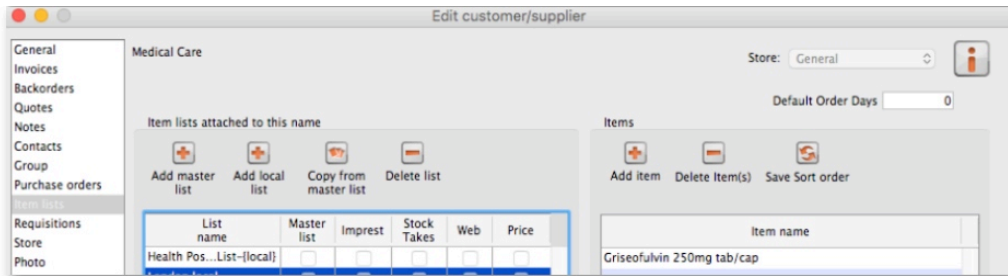 Edit customer/supplier
General
Invoices
Backorders
Quotes
Notes
Contacts
Group
Purchase orders
Item lists
Requisitions
Store
Photo
Medical Care
Store: General
Default Order Days 0
Item lists attached to this name
Add master list
Add local list
Copy from master list
Delete list
List name
Master list
Imprest
Stock Takes
Web
Price
Health Pos...List-{local}
Items
Add item
Delete Item(s)
Save Sort order
Item name
Griseofulvin 250mg tab/cap